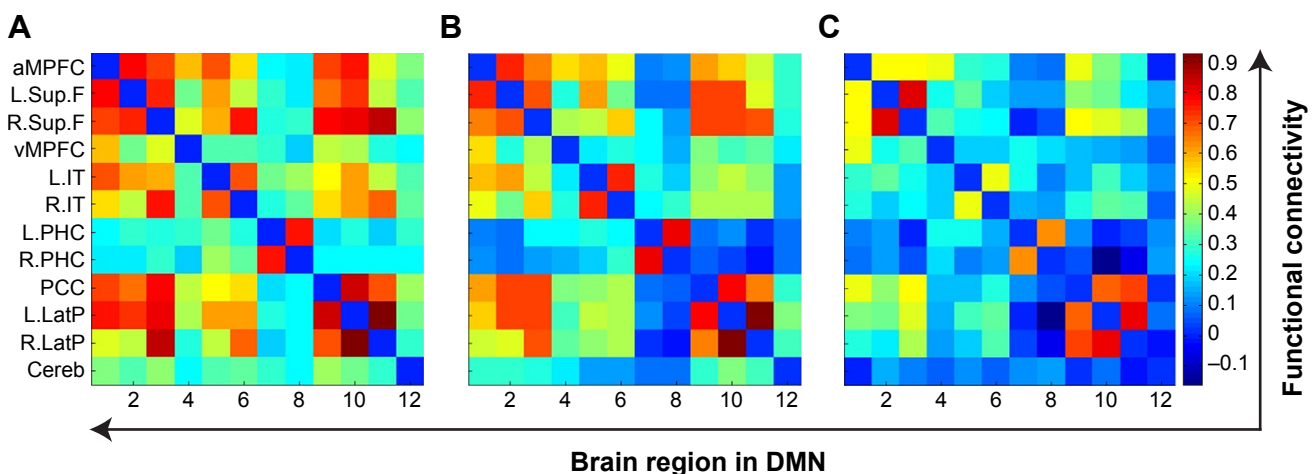 A
B
C
aMPFC
L.Sup.F
R.Sup.F
vMPFC
L.IT
R.IT
L.PHC
R.PHC
PCC
L.LatP
R.LatP
Cereb
2 4 6 8 10 12
2 4 6 8 10 12
2 4 6 8 10 12
0.9
0.8
0.7
0.6
0.5
0.4
0.3
0.2
0.1
0
–0.1
Functional connectivity
Brain region in DMN